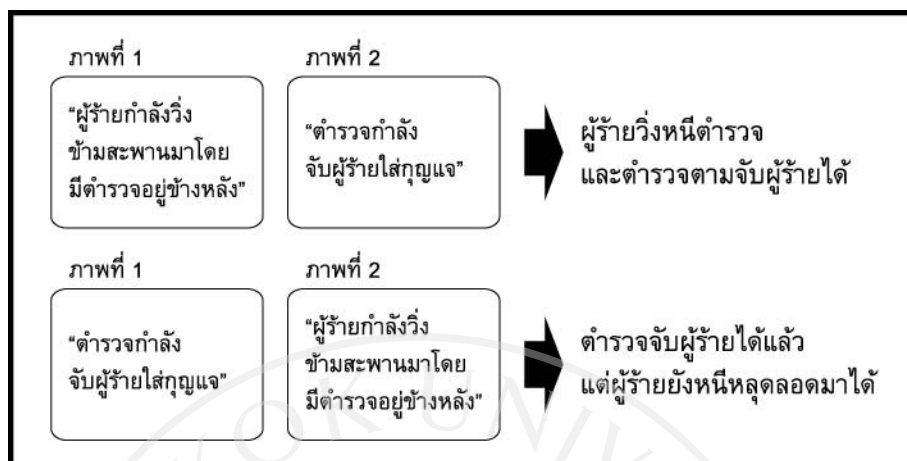 ภาพที่ 1
ภาพที่ 2
“ผู้ร้ายกำลังวิ่ง
ข้ามสะพานมาโดย
มีตำรวจอยู่ข้างหลัง”
“ตำรวจกำลัง
จับผู้ร้ายใส่กุญแจ”
ผู้ร้ายวิ่งหนีตำรวจ
และตำรวจตามจับผู้ร้ายได้
ภาพที่ 1
ภาพที่ 2
“ตำรวจกำลัง
จับผู้ร้ายใส่กุญแจ”
“ผู้ร้ายกำลังวิ่ง
ข้ามสะพานมาโดย
มีตำรวจอยู่ข้างหลัง”
ตำรวจจับผู้ร้ายได้แล้ว
แต่ผู้ร้ายยังหนีหลุดลอดมาได้